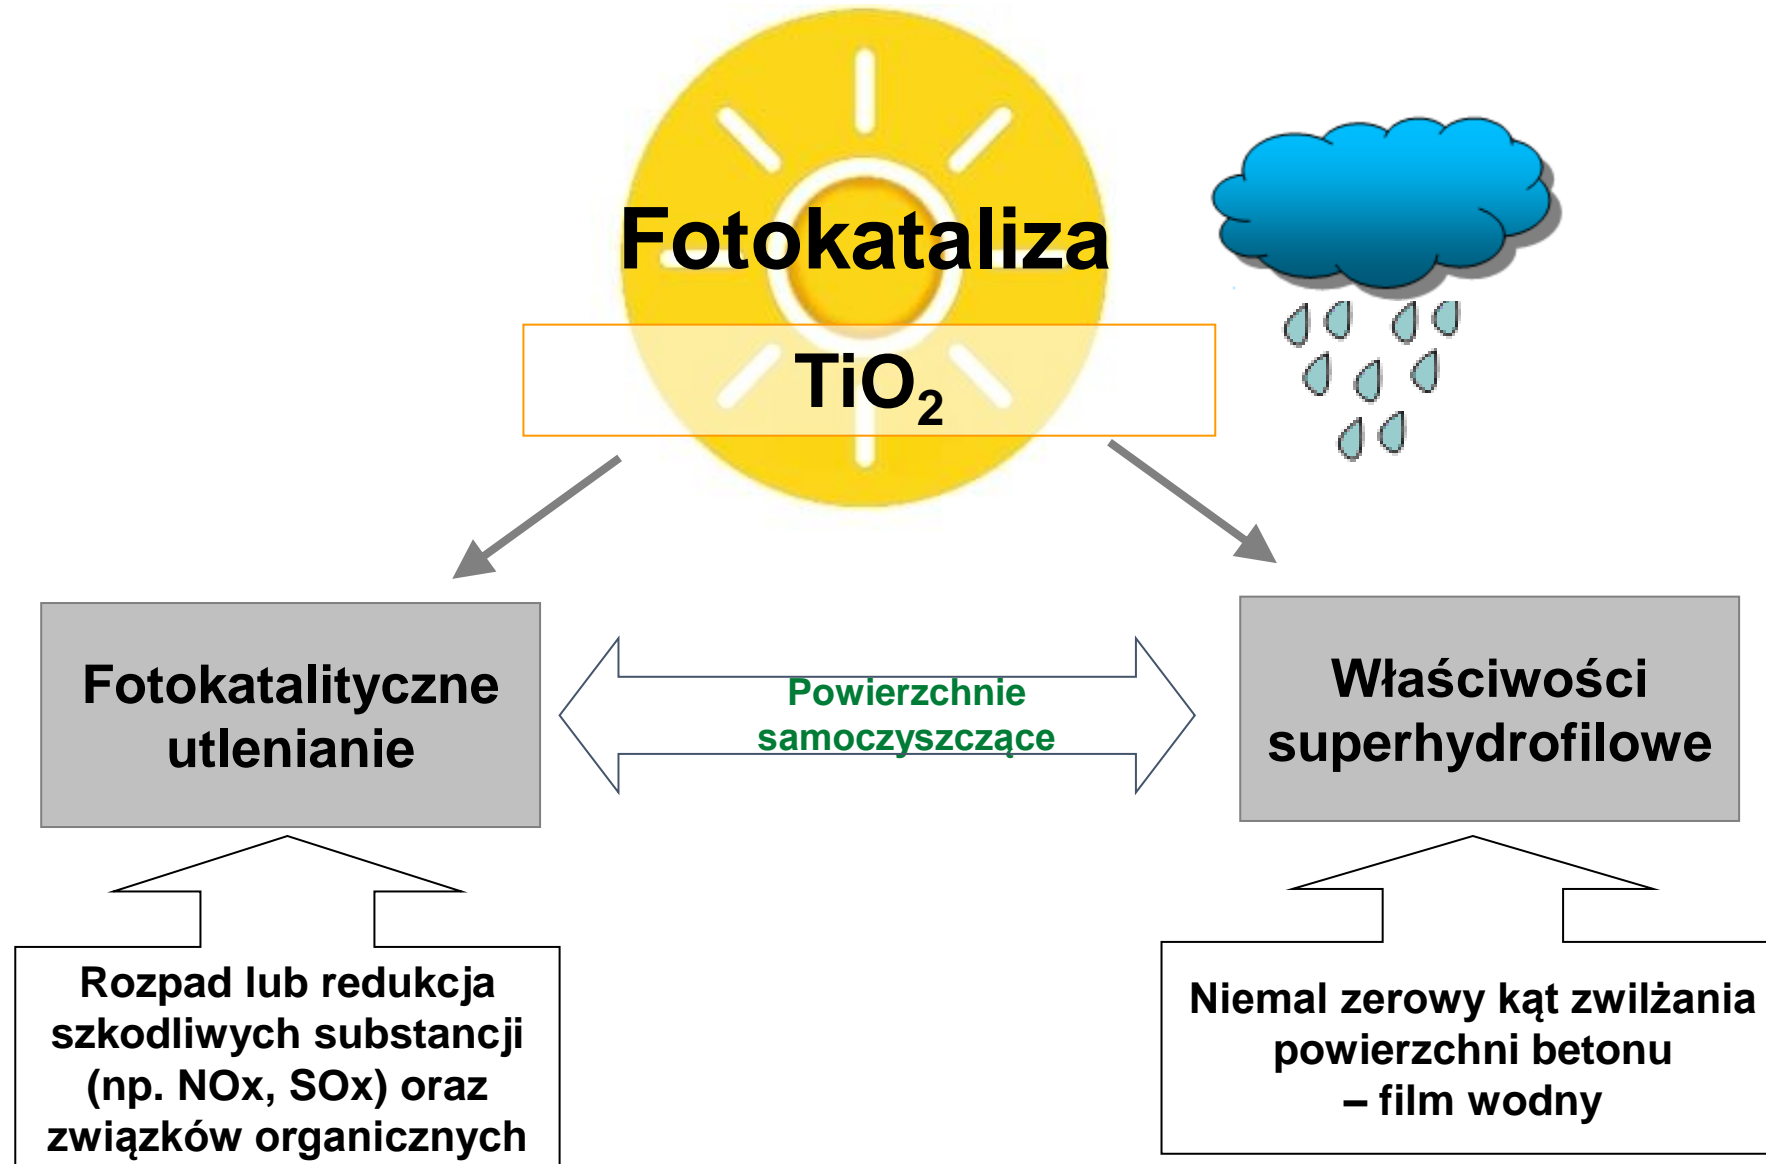 Fotokataliza
TiO₂
Fotokatalityczne
utlenianie
Powierzchnie
samoczyszczące
Właściwości
superhydrofilowe
Rozpad lub redukcja
szkodliwych substancji
(np. NOx, SOx) oraz
związków organicznych
Niemal zerowy kąt zwilżania
powierzchni betonu
– film wodny